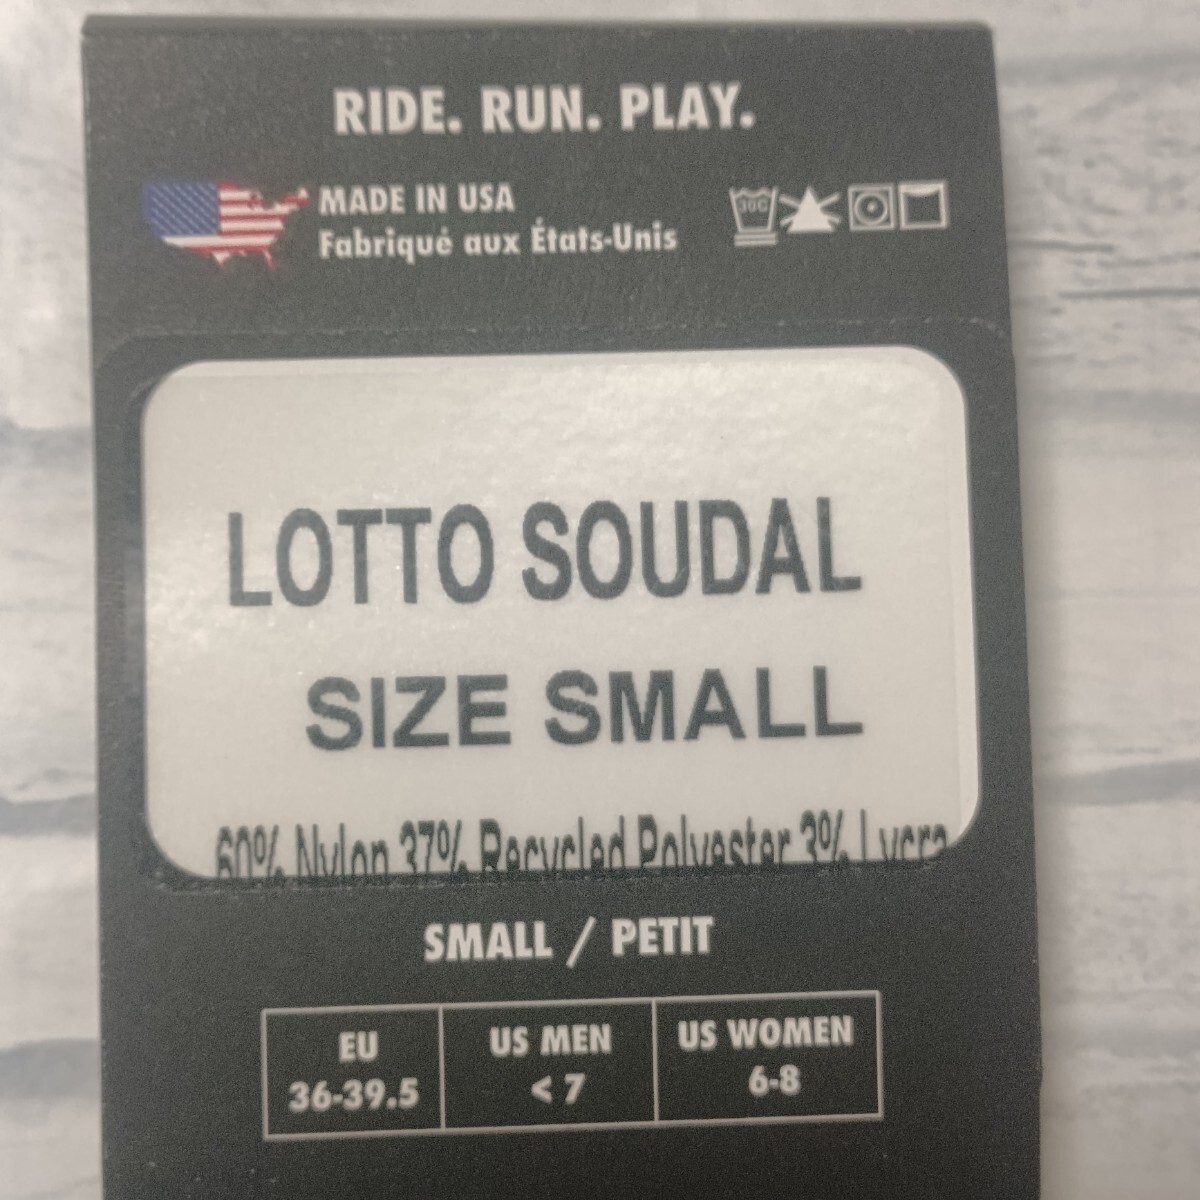 RIDE. RUN. PLAY.
MADE IN USA
Fabriqué aux États-Unis
30C
LOTTO SOUDAL
SIZE SMALL
60% Nylon 37% Recycled Polyester 3% Lycra
SMALL / PETIT
EU
36-39.5
US MEN
< 7
US WOMEN
6-8